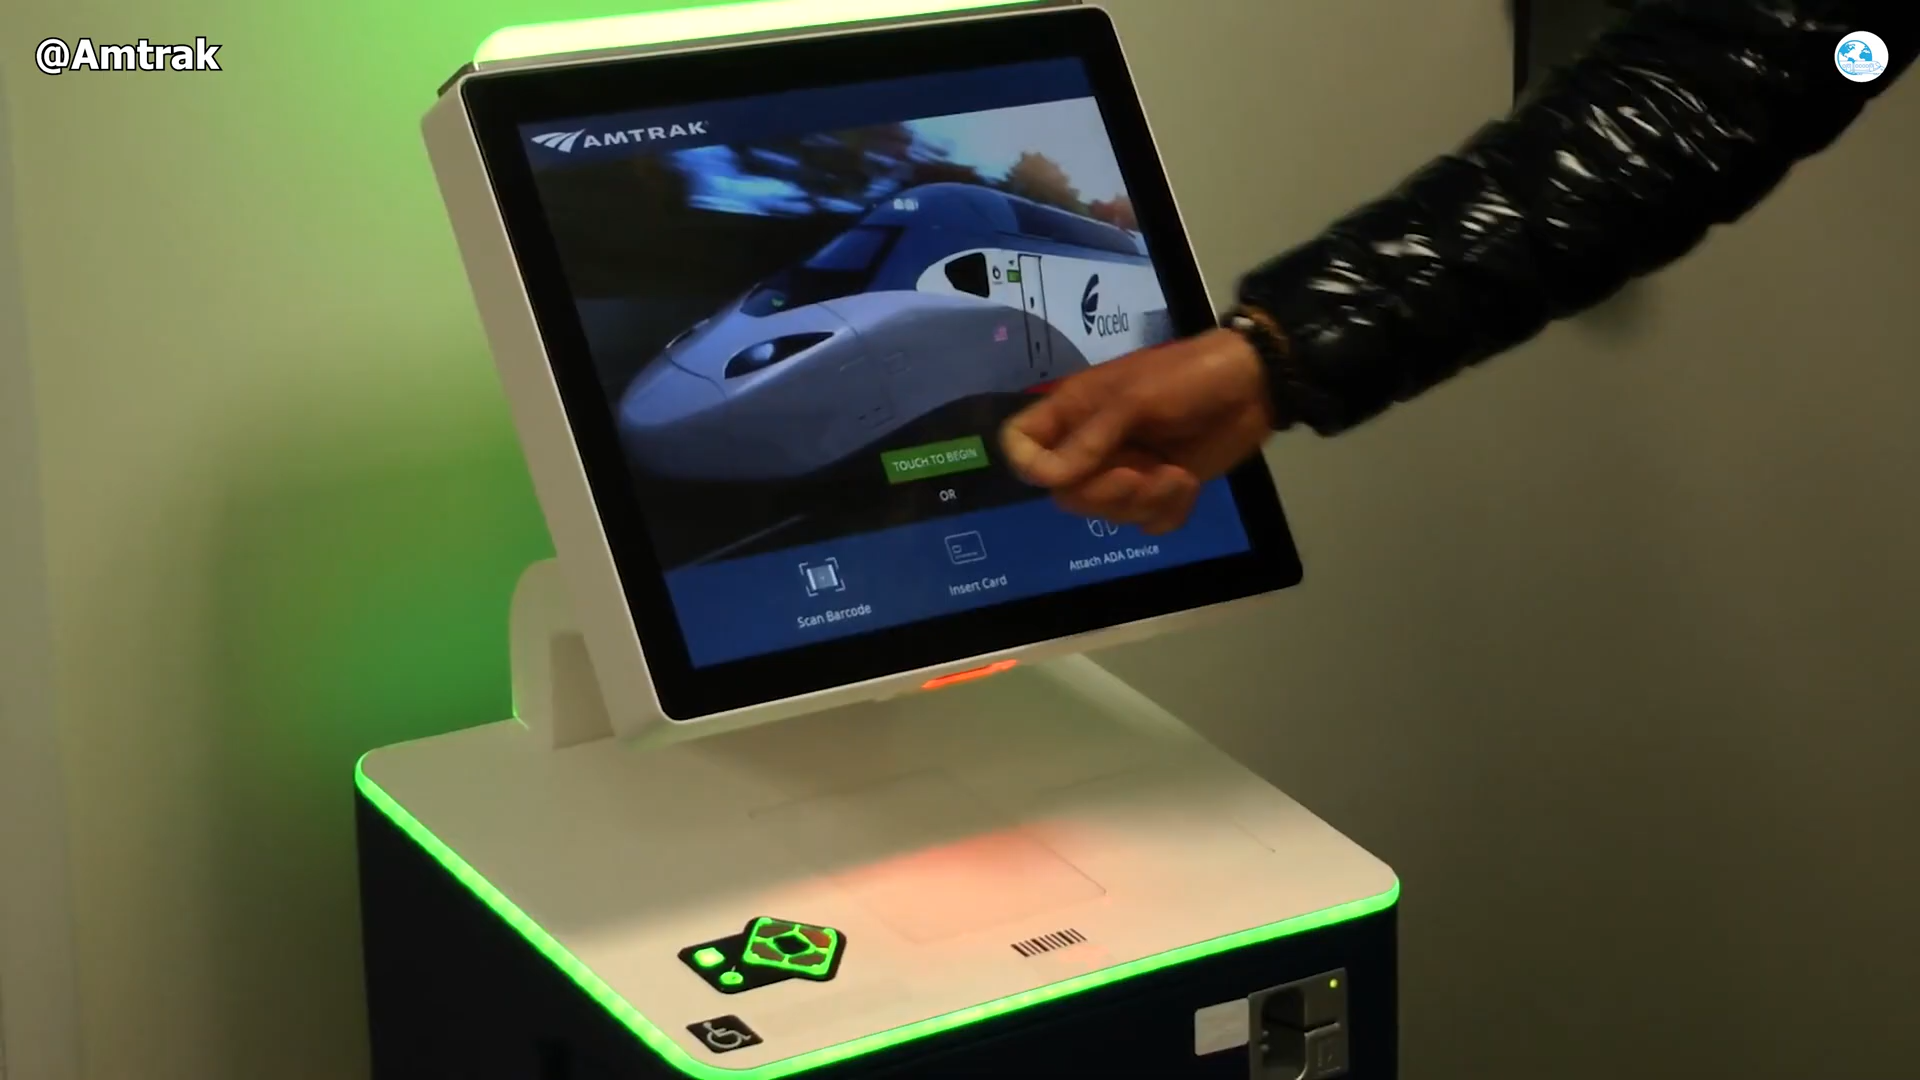 @Amtrak
AMTRAK
acela
TOUCH TO BEGIN
OR
Scan Barcode
Insert Card
Attach ADA Device